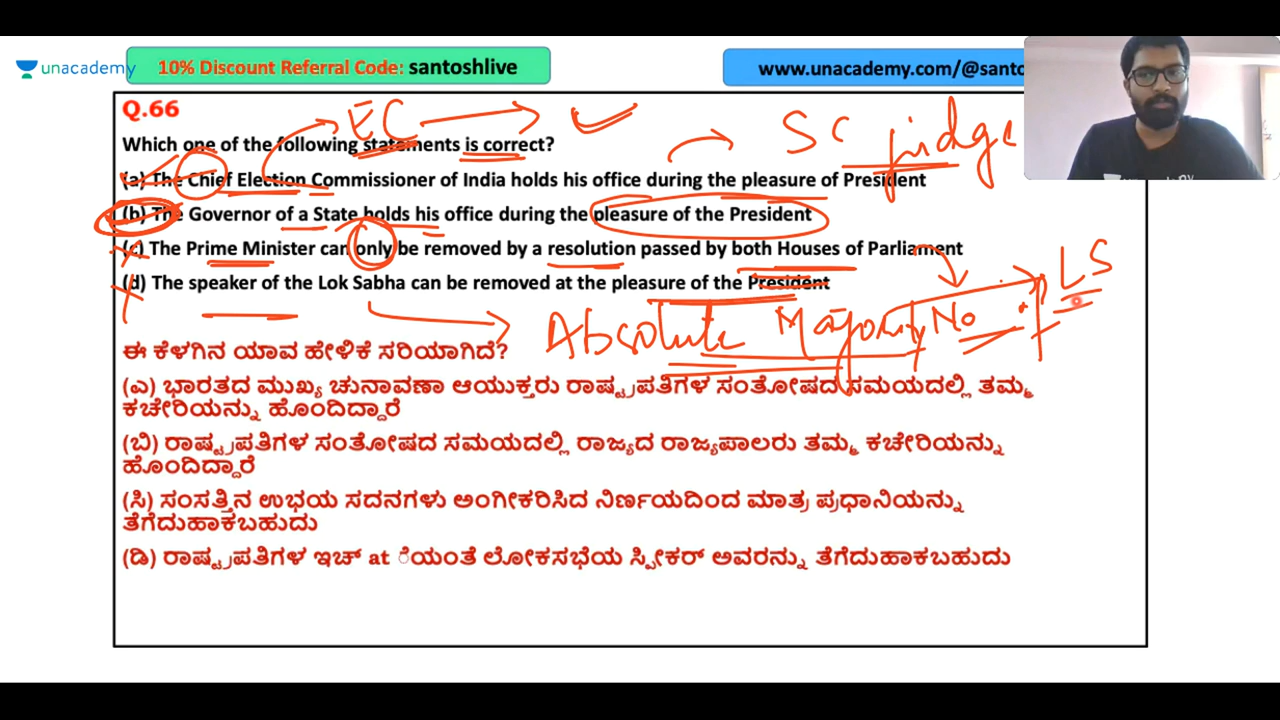 unacademy
10% Discount Referral Code: santoshlive
www.unacademy.com/@santo
Q.66
EC
SC judge
Which one of the following statements is correct?
(a) The Chief Election Commissioner of India holds his office during the pleasure of President
(b) The Governor of a State holds his office during the pleasure of the President
(c) The Prime Minister can only be removed by a resolution passed by both Houses of Parliament
(d) The speaker of the Lok Sabha can be removed at the pleasure of the President
LS
Absolute Majority No. of
ಈ ಕೆಳಗಿನ ಯಾವ ಹೇಳಿಕೆ ಸರಿಯಾಗಿದೆ?
(ಎ) ಭಾರತದ ಮುಖ್ಯ ಚುನಾವಣಾ ಆಯುಕ್ತರು ರಾಷ್ಟ್ರಪತಿಗಳ ಸಂತೋಷದ ಸಮಯದಲ್ಲಿ ತಮ್ಮ
ಕಚೇರಿಯನ್ನು ಹೊಂದಿದ್ದಾರೆ
(ಬಿ) ರಾಷ್ಟ್ರಪತಿಗಳ ಸಂತೋಷದ ಸಮಯದಲ್ಲಿ ರಾಜ್ಯದ ರಾಜ್ಯಪಾಲರು ತಮ್ಮ ಕಚೇರಿಯನ್ನು
ಹೊಂದಿದ್ದಾರೆ
(ಸಿ) ಸಂಸತ್ತಿನ ಉಭಯ ಸದನಗಳು ಅಂಗೀಕರಿಸಿದ ನಿರ್ಣಯದಿಂದ ಮಾತ್ರ ಪ್ರಧಾನಿಯನ್ನು
ತೆಗೆದುಹಾಕಬಹುದು
(ಡಿ) ರಾಷ್ಟ್ರಪತಿಗಳ ಇಚ್ at ೆಯಂತೆ ಲೋಕಸಭೆಯ ಸ್ಪೀಕರ್ ಅವರನ್ನು ತೆಗೆದುಹಾಕಬಹುದು